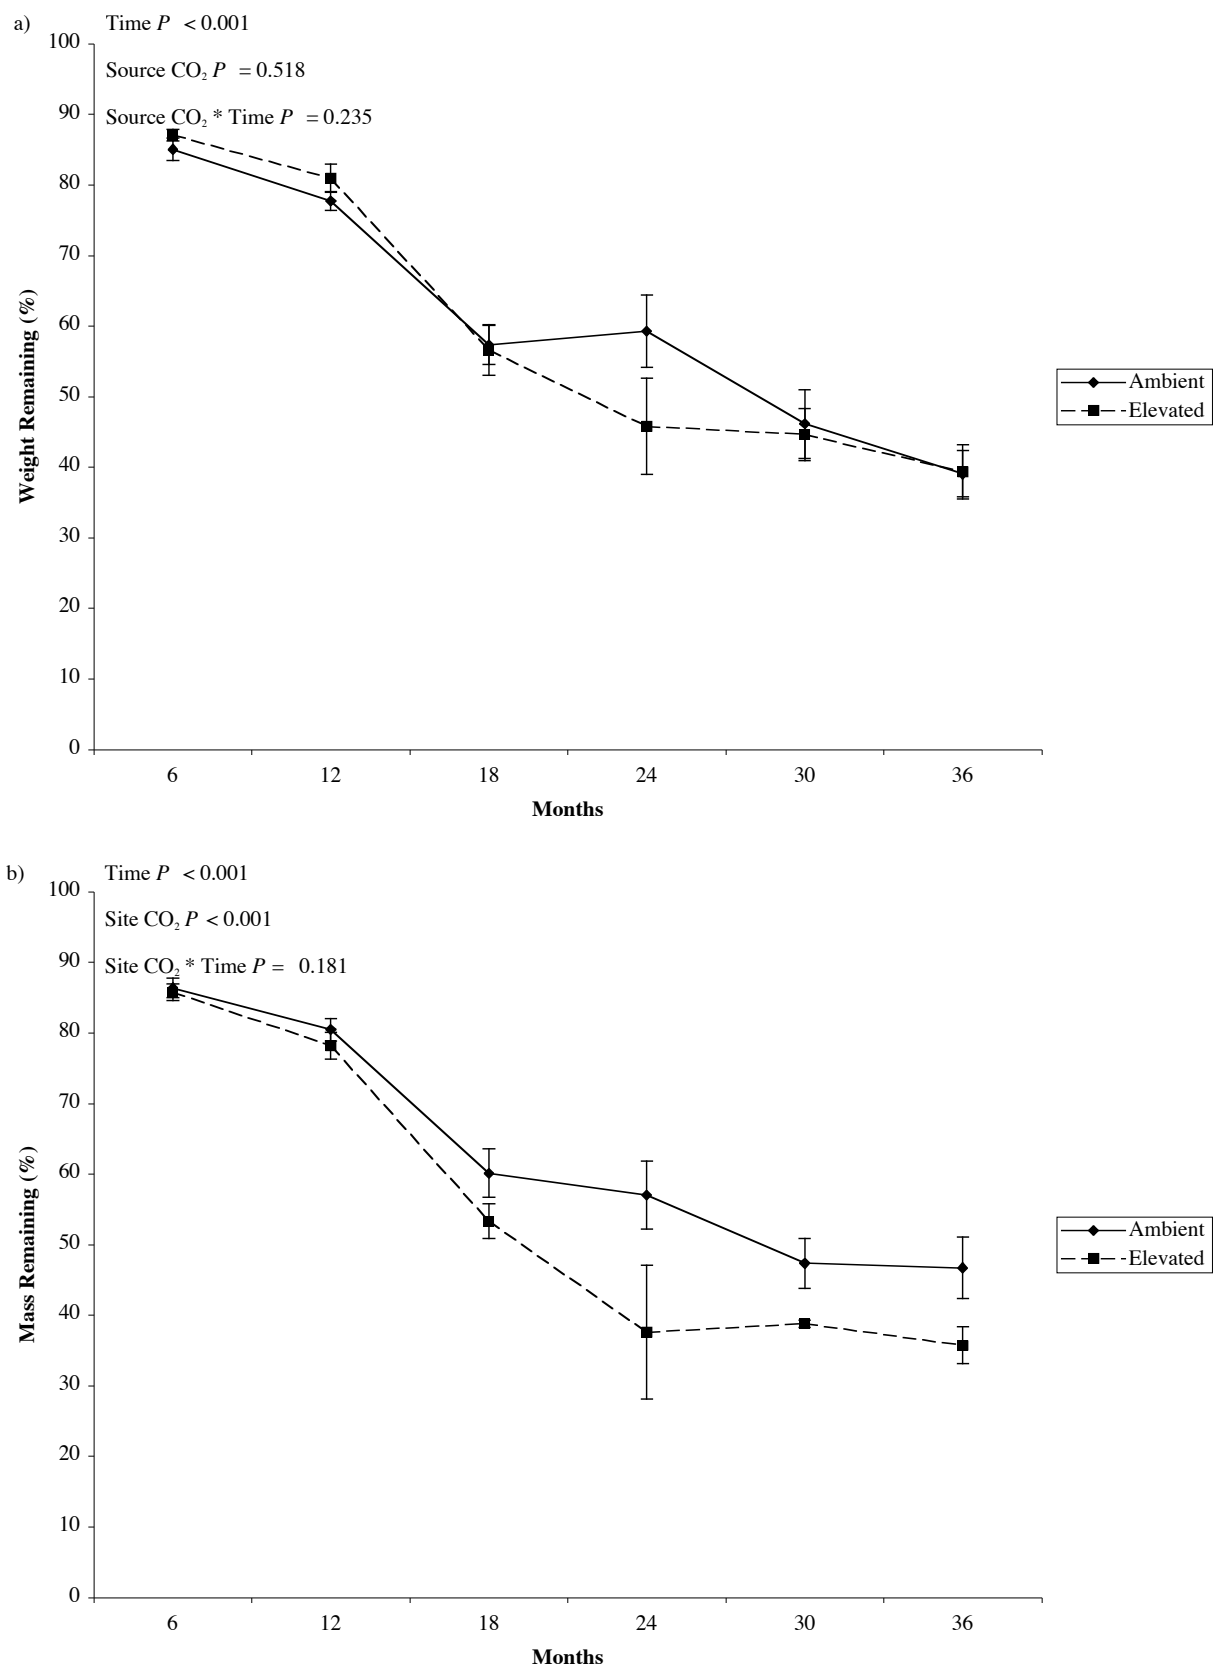 a)
Time P < 0.001
Source CO₂ P = 0.518
Source CO₂ * Time P = 0.235
100
90
80
70
60
50
40
30
20
10
0
Weight Remaining (%)
6 12 18 24 30 36
Months
Ambient
Elevated
b)
Time P < 0.001
Site CO₂ P < 0.001
Site CO₂ * Time P = 0.181
100
90
80
70
60
50
40
30
20
10
0
Mass Remaining (%)
6 12 18 24 30 36
Months
Ambient
Elevated